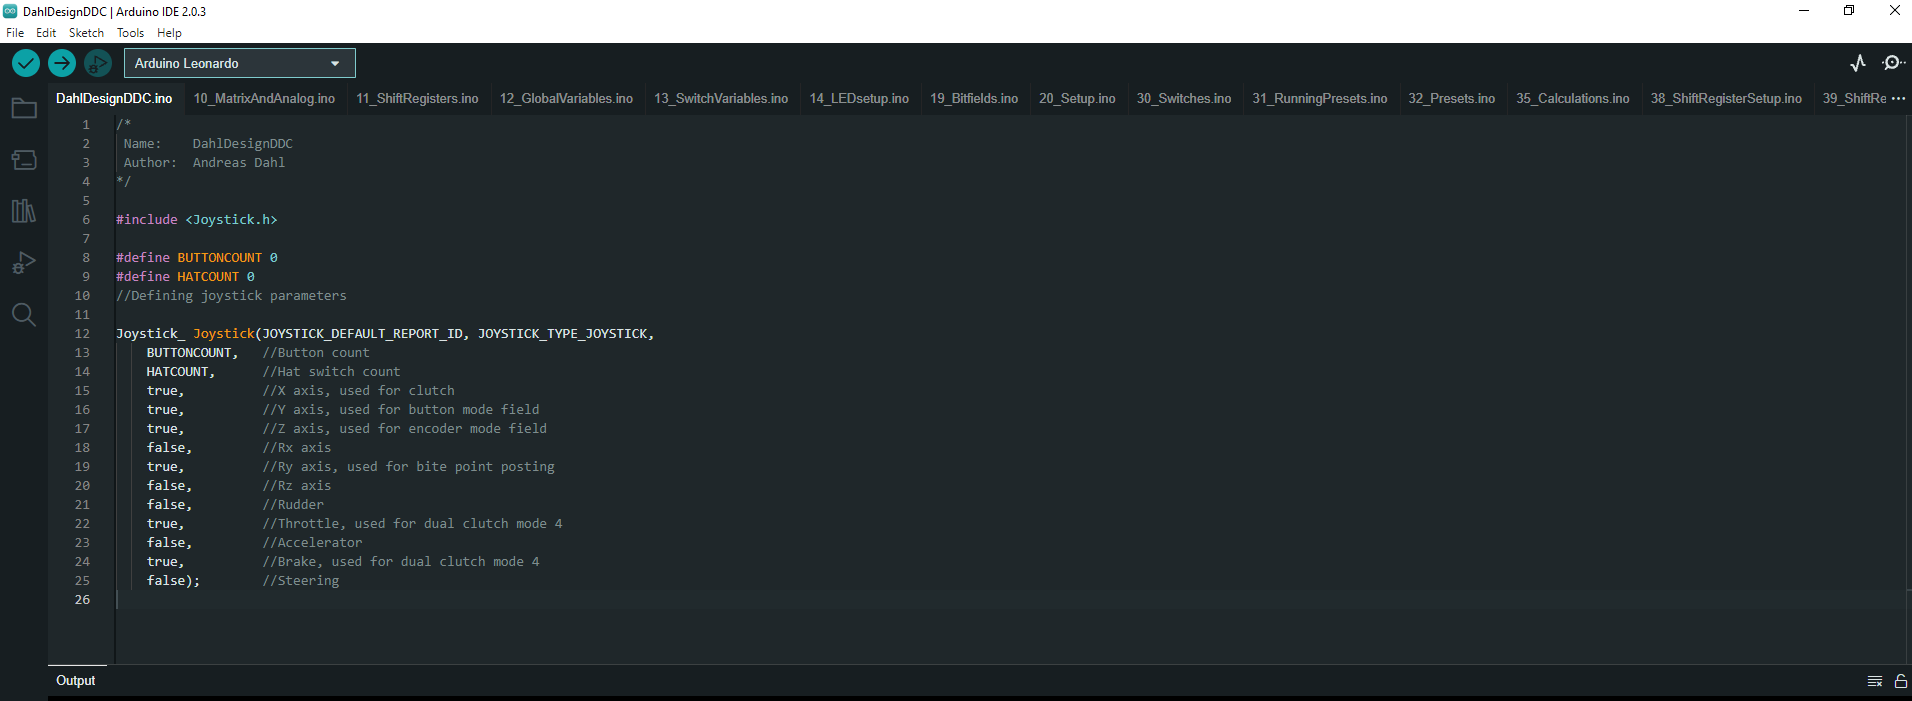 DahlDesignDDC | Arduino IDE 2.0.3
File Edit Sketch Tools Help
Arduino Leonardo
DahlDesignDDC.ino 10_MatrixAndAnalog.ino 11_ShiftRegisters.ino 12_GlobalVariables.ino 13_SwitchVariables.ino 14_LEDsetup.ino 19_Bitfields.ino 20_Setup.ino 30_Switches.ino 31_RunningPresets.ino 32_Presets.ino 35_Calculations.ino 38_ShiftRegisterSetup.ino 39_ShiftRe ...
1 /*
2 Name: DahlDesignDDC
3 Author: Andreas Dahl
4 */
5
6 #include <Joystick.h>
7
8 #define BUTTONCOUNT 0
9 #define HATCOUNT 0
10 //Defining joystick parameters
11
12 Joystick_ Joystick(JOYSTICK_DEFAULT_REPORT_ID, JOYSTICK_TYPE_JOYSTICK,
13 BUTTONCOUNT, //Button count
14 HATCOUNT, //Hat switch count
15 true, //X axis, used for clutch
16 true, //Y axis, used for button mode field
17 true, //Z axis, used for encoder mode field
18 false, //Rx axis
19 true, //Ry axis, used for bite point posting
20 false, //Rz axis
21 false, //Rudder
22 true, //Throttle, used for dual clutch mode 4
23 false, //Accelerator
24 true, //Brake, used for dual clutch mode 4
25 false); //Steering
26
Output